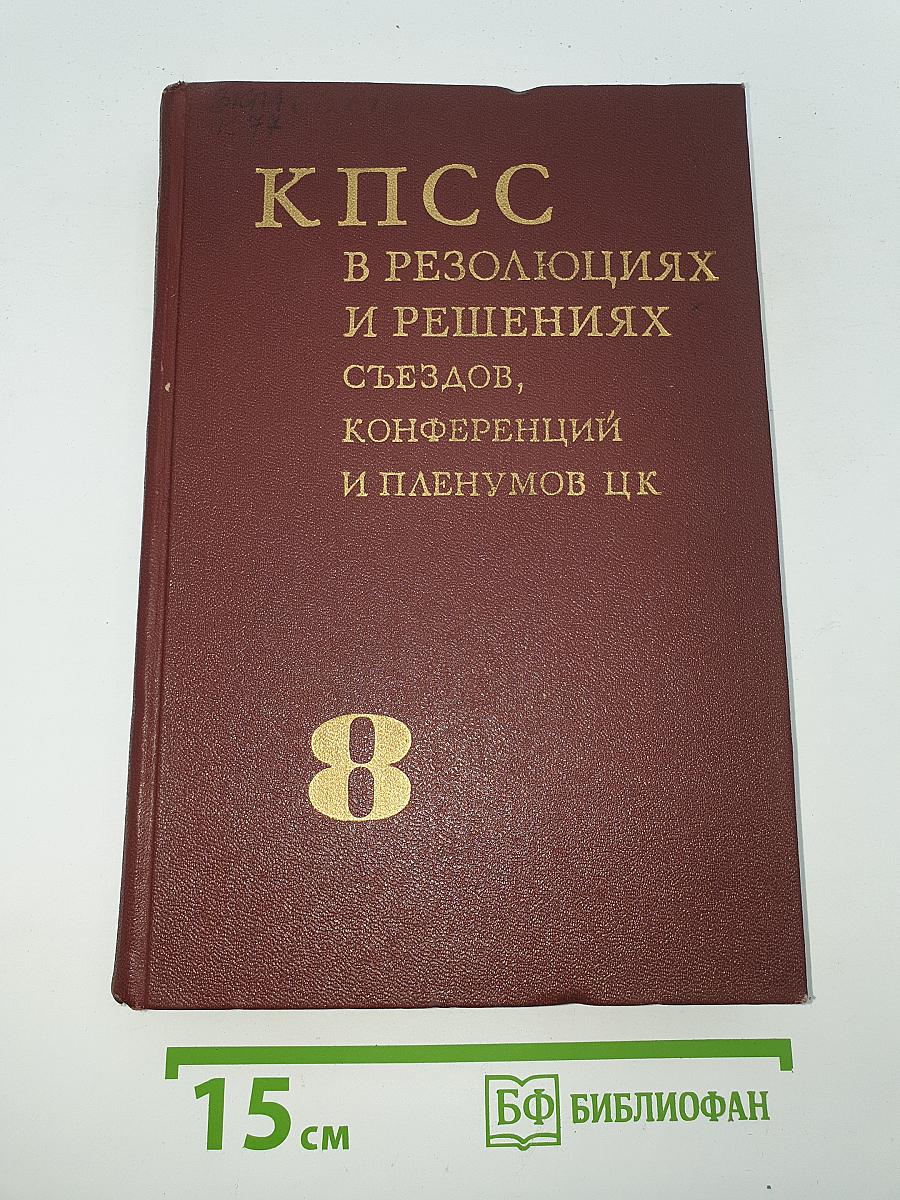 КПСС
В РЕЗОЛЮЦИЯХ
И РЕШЕНИЯХ
СЪЕЗДОВ,
КОНФЕРЕНЦИЙ
И ПЛЕНУМОВ ЦК
8
15 см
БФ БИБЛИОФАН